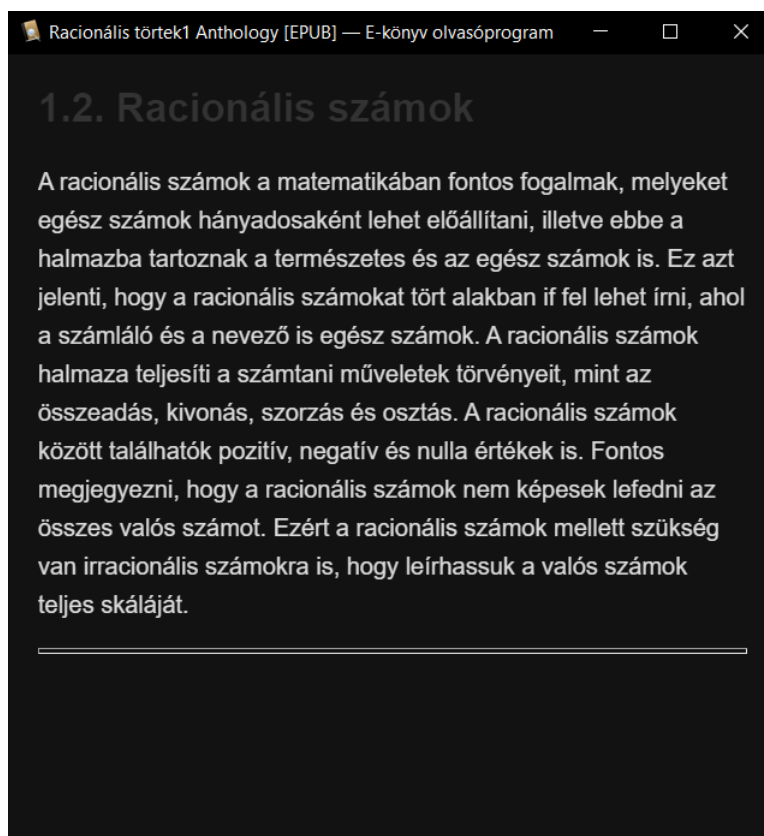 Racionális törtek1 Anthology [EPUB] — E-könyv olvasóprogram
1.2. Racionális számok
A racionális számok a matematikában fontos fogalmak, melyeket
egész számok hányadosaként lehet előállítani, illetve ebbe a
halmazba tartoznak a természetes és az egész számok is. Ez azt
jelenti, hogy a racionális számokat tört alakban if fel lehet írni, ahol
a számláló és a nevező is egész számok. A racionális számok
halmaza teljesíti a számtani műveletek törvényeit, mint az
összeadás, kivonás, szorzás és osztás. A racionális számok
között találhatók pozitív, negatív és nulla értékek is. Fontos
megjegyezni, hogy a racionális számok nem képesek lefedni az
összes valós számot. Ezért a racionális számok mellett szükség
van irracionális számokra is, hogy leírhassuk a valós számok
teljes skáláját.